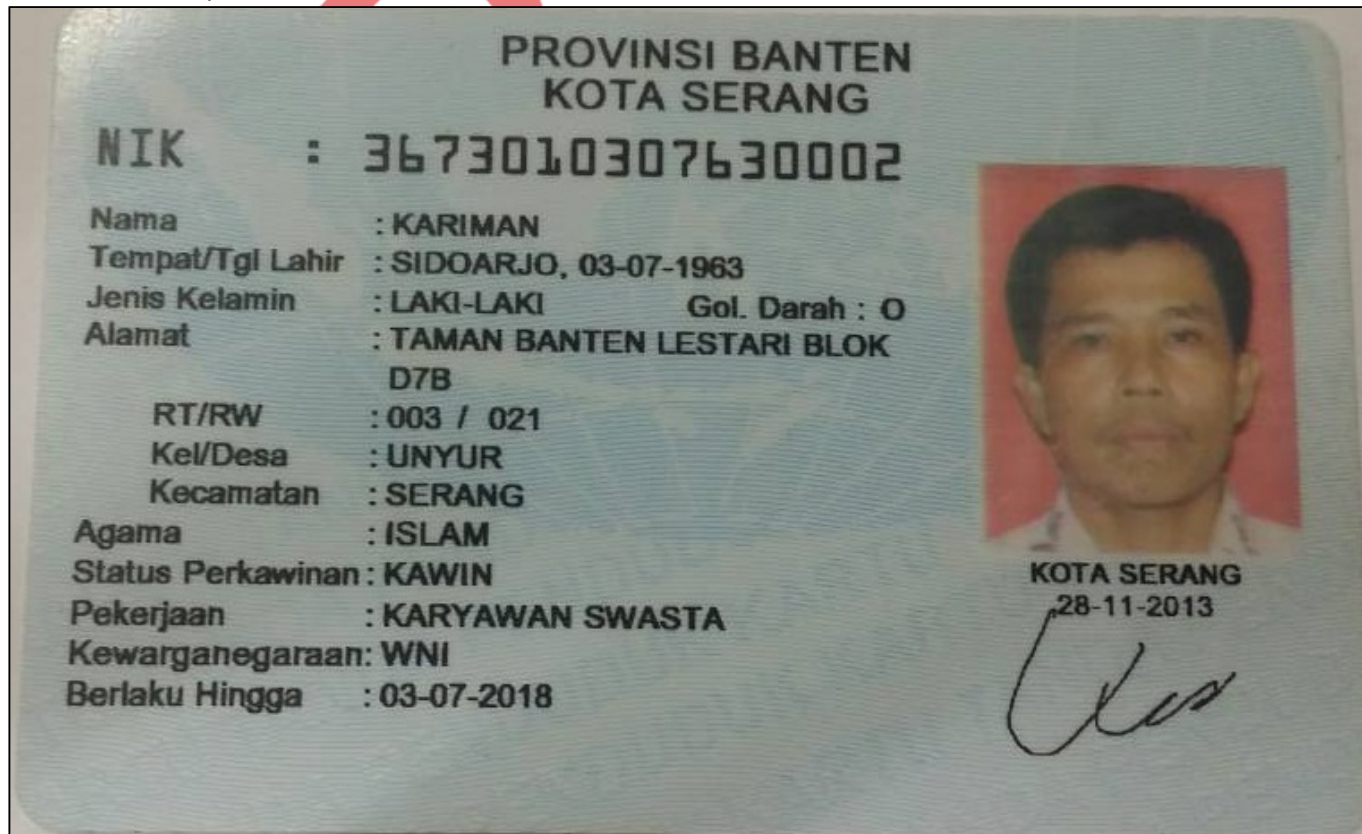 PROVINSI BANTEN
KOTA SERANG
NIK : 3673010307630002
Nama : KARIMAN
Tempat/Tgl Lahir : SIDOARJO, 03-07-1963
Jenis Kelamin : LAKI-LAKI Gol. Darah : O
Alamat : TAMAN BANTEN LESTARI BLOK
D7B
RT/RW : 003 / 021
Kel/Desa : UNYUR
Kecamatan : SERANG
Agama : ISLAM
Status Perkawinan : KAWIN
Pekerjaan : KARYAWAN SWASTA
Kewarganegaraan: WNI
Berlaku Hingga : 03-07-2018
KOTA SERANG
28-11-2013